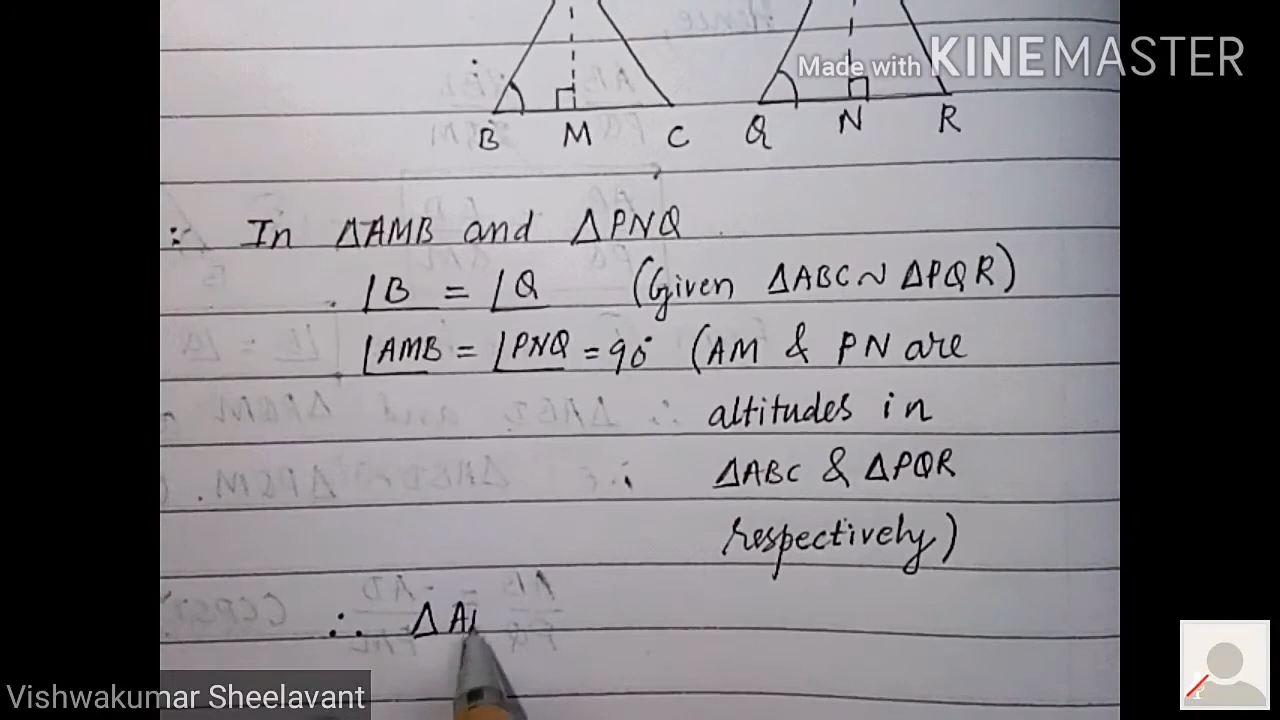 Made with KINEMASTER
B M C Q N R
: In ΔAMB and ΔPNQ
∠B = ∠Q (Given ΔABC ~ ΔPQR)
∠AMB = ∠PNQ = 90° (AM & PN are
altitudes in
ΔABC & ΔPQR
respectively)
∴ ΔA
Vishwakumar Sheelavant